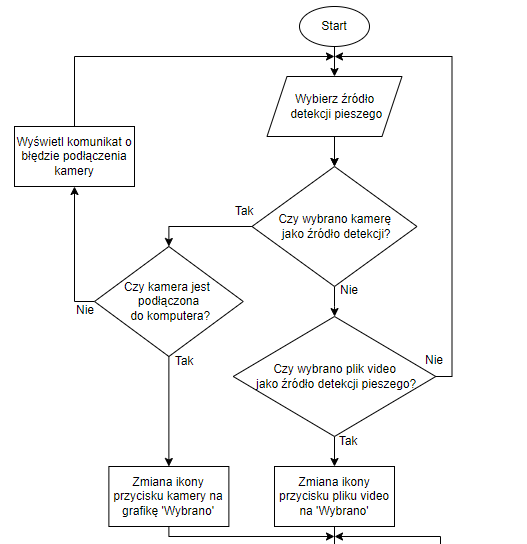 Start
Wybierz źródło
detekcji pieszego
Wyświetl komunikat o
błędzie podłączenia
kamery
Tak
Czy wybrano kamerę
jako źródło detekcji?
Czy kamera jest
podłączona
do komputera?
Nie
Nie
Tak
Czy wybrano plik video
jako źródło detekcji pieszego?
Nie
Tak
Zmiana ikony
przycisku kamery na
grafikę 'Wybrano'
Zmiana ikony
przycisku pliku video
na 'Wybrano'